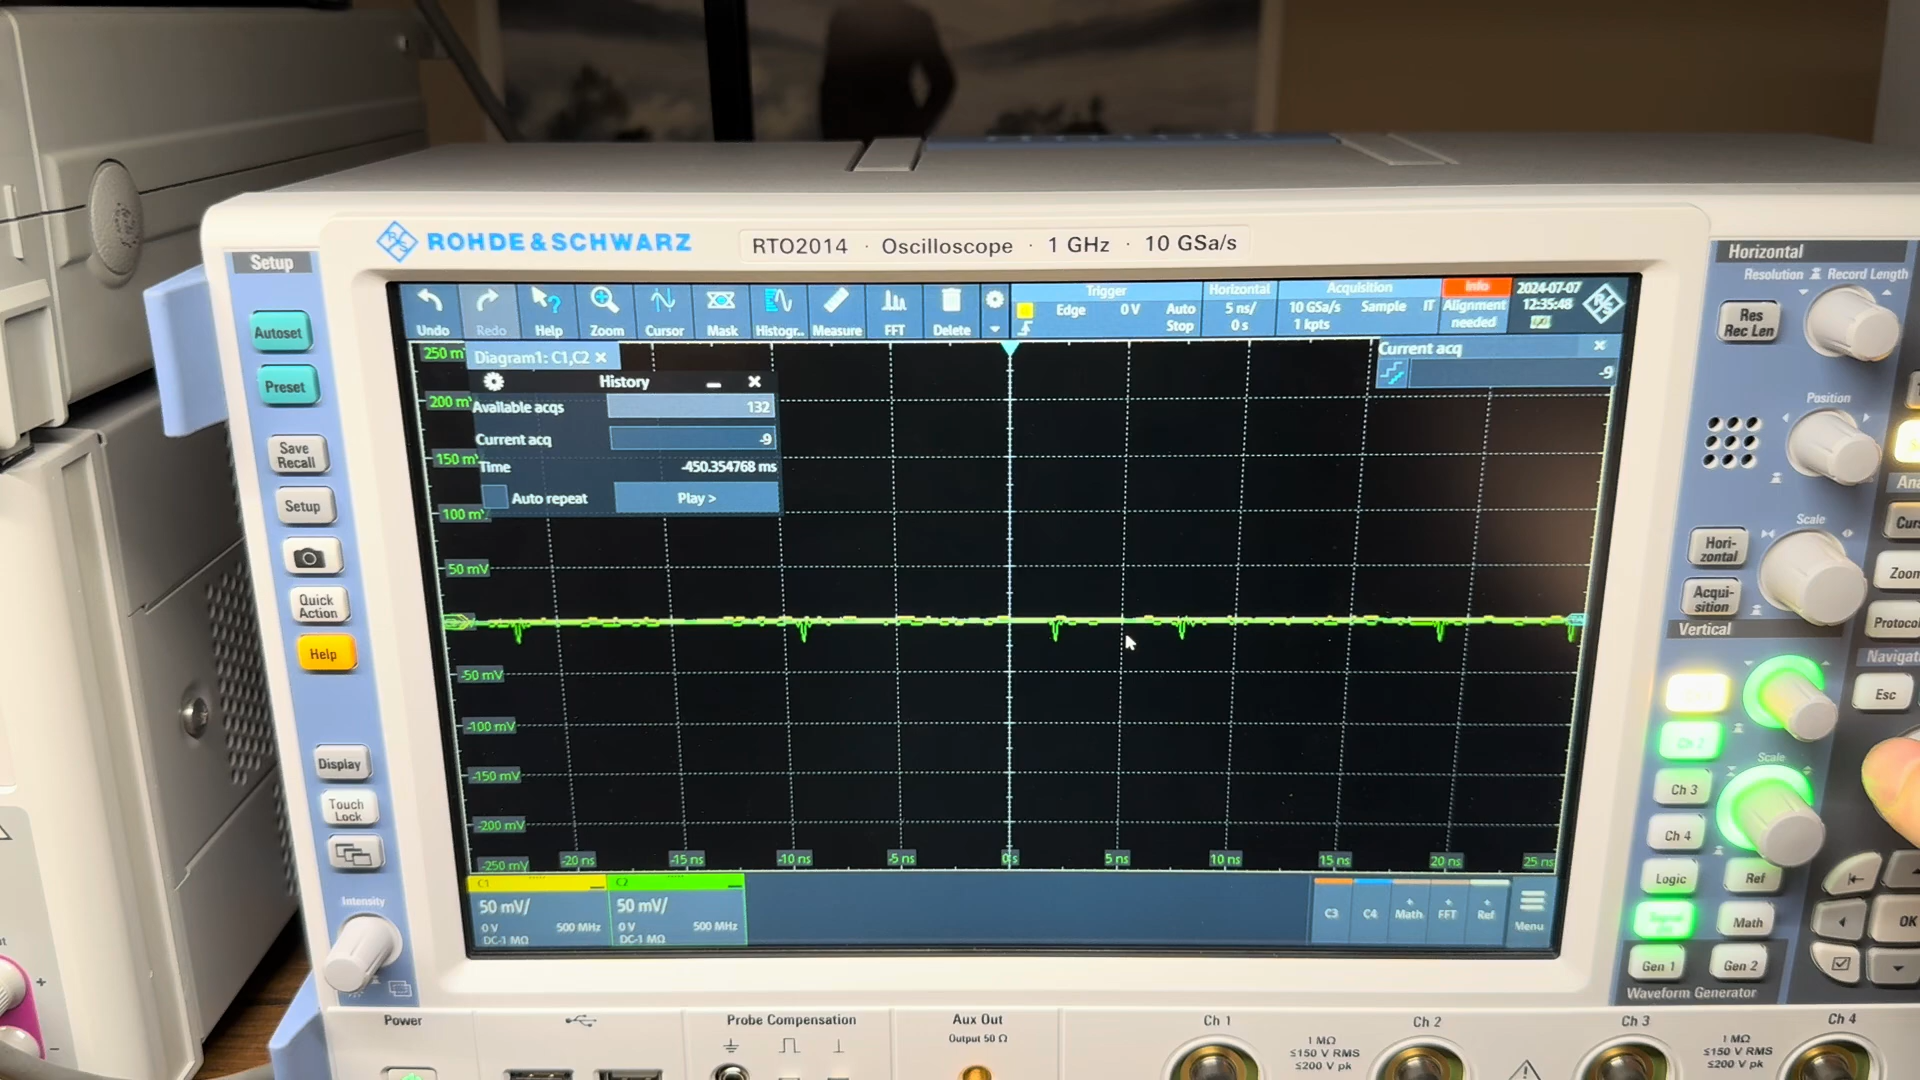 ROHDE & SCHWARZ
RTO2014 · Oscilloscope · 1 GHz · 10 GSa/s
Setup
Autoset
Preset
Save
Recall
Setup
Quick
Action
Help
Display
Touch
Lock
Intensity
Undo
Redo
Help
Zoom
Cursor
Mask
Histogr..
Measure
FFT
Delete
Trigger
Edge 0 V Auto
Stop
Horizontal
5 ns/
0 s
Acquisition
10 GSa/s Sample IT
1 kpts
Info
Alignment
needed
2024-07-07
12:35:48
Diagram1: C1,C2
History
Available acqs 132
Current acq -9
Time -450.354768 ms
Auto repeat
Play >
Current acq
-9
250 m
200 m
150 m
100 m
50 mV
-50 mV
-100 mV
-150 mV
-200 mV
-250 mV
-20 ns
-15 ns
-10 ns
-5 ns
0 s
5 ns
10 ns
15 ns
20 ns
25 ns
C1
50 mV/
0 V 500 MHz
DC-1 MΩ
C2
50 mV/
0 V 500 MHz
DC-1 MΩ
C3
C4
Math
FFT
Ref
Menu
Horizontal
Resolution
Record Length
Res
Rec Len
Position
Scale
Hori-
zontal
Acqui-
sition
Vertical
Scale
Ch 2
Ch 3
Ch 4
Logic
Ref
Math
Gen 1
Gen 2
Waveform Generator
Zoom
Protoco
Navigat
Esc
OK
Power
Probe Compensation
Aux Out
Output 50 Ω
Ch 1
1 MΩ
≤150 V RMS
≤200 V pk
Ch 2
Ch 3
1 MΩ
≤150 V RMS
≤200 V pk
Ch 4